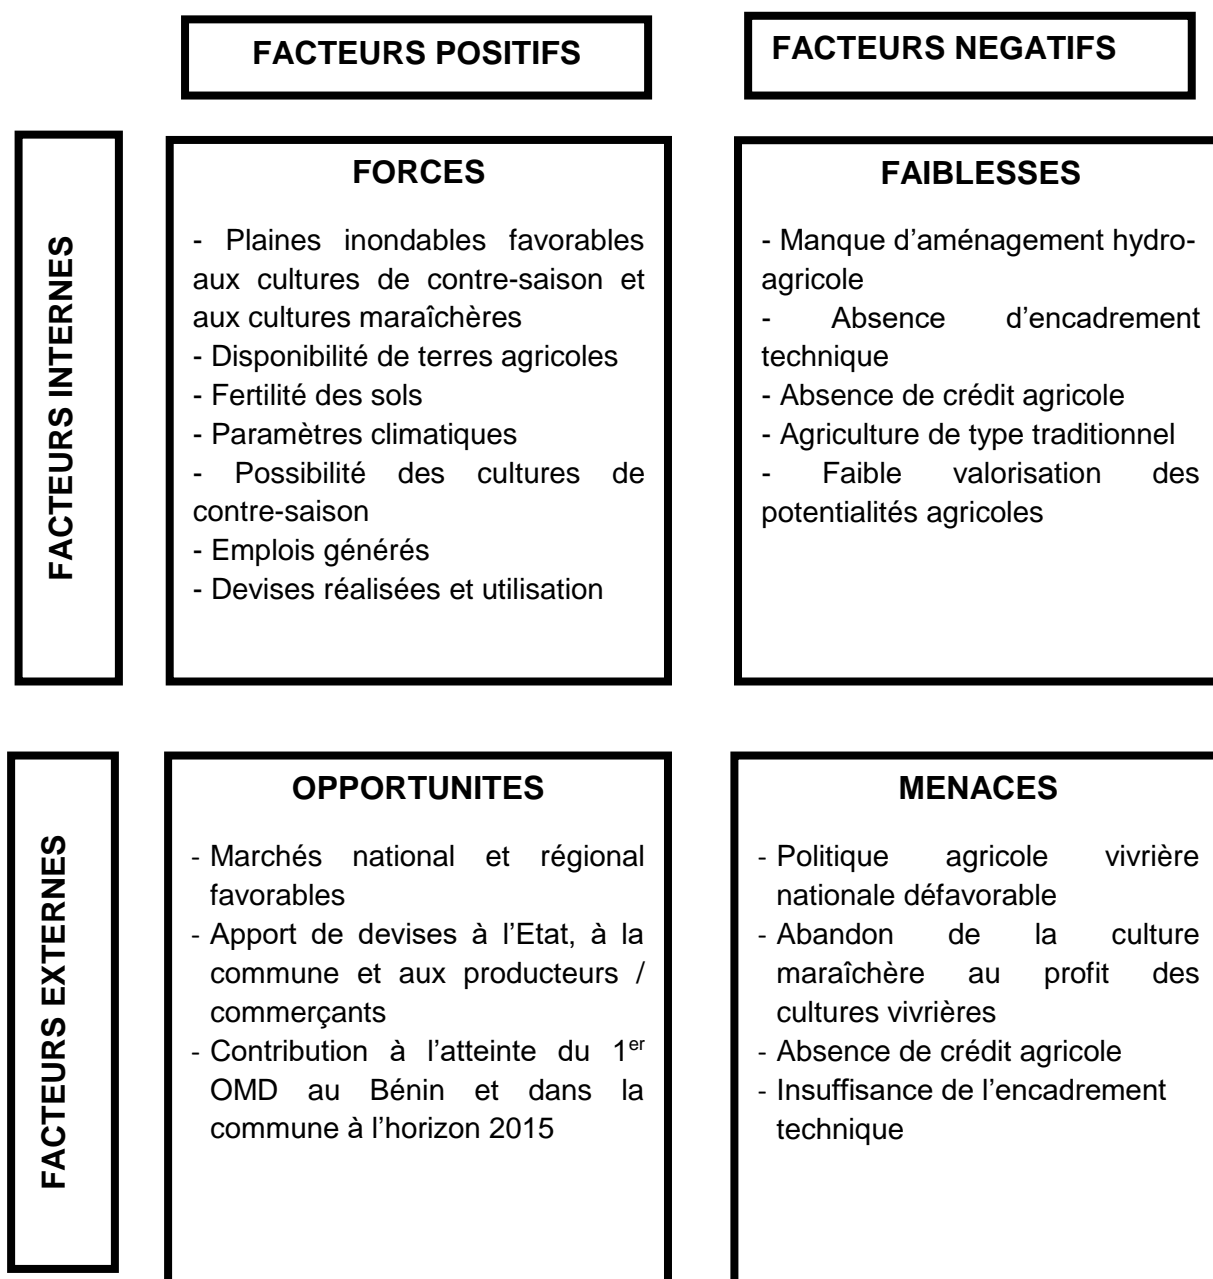 FACTEURS POSITIFS
FACTEURS NEGATIFS
FACTEURS INTERNES
FORCES
- Plaines inondables favorables
aux cultures de contre-saison et
aux cultures maraîchères
- Disponibilité de terres agricoles
- Fertilité des sols
- Paramètres climatiques
- Possibilité des cultures de
contre-saison
- Emplois générés
- Devises réalisées et utilisation
FAIBLESSES
- Manque d’aménagement hydro-
agricole
- Absence d’encadrement
technique
- Absence de crédit agricole
- Agriculture de type traditionnel
- Faible valorisation des
potentialités agricoles
FACTEURS EXTERNES
OPPORTUNITES
- Marchés national et régional
favorables
- Apport de devises à l’Etat, à la
commune et aux producteurs /
commerçants
- Contribution à l’atteinte du 1er
OMD au Bénin et dans la
commune à l’horizon 2015
MENACES
- Politique agricole vivrière
nationale défavorable
- Abandon de la culture
maraîchère au profit des
cultures vivrières
- Absence de crédit agricole
- Insuffisance de l’encadrement
technique